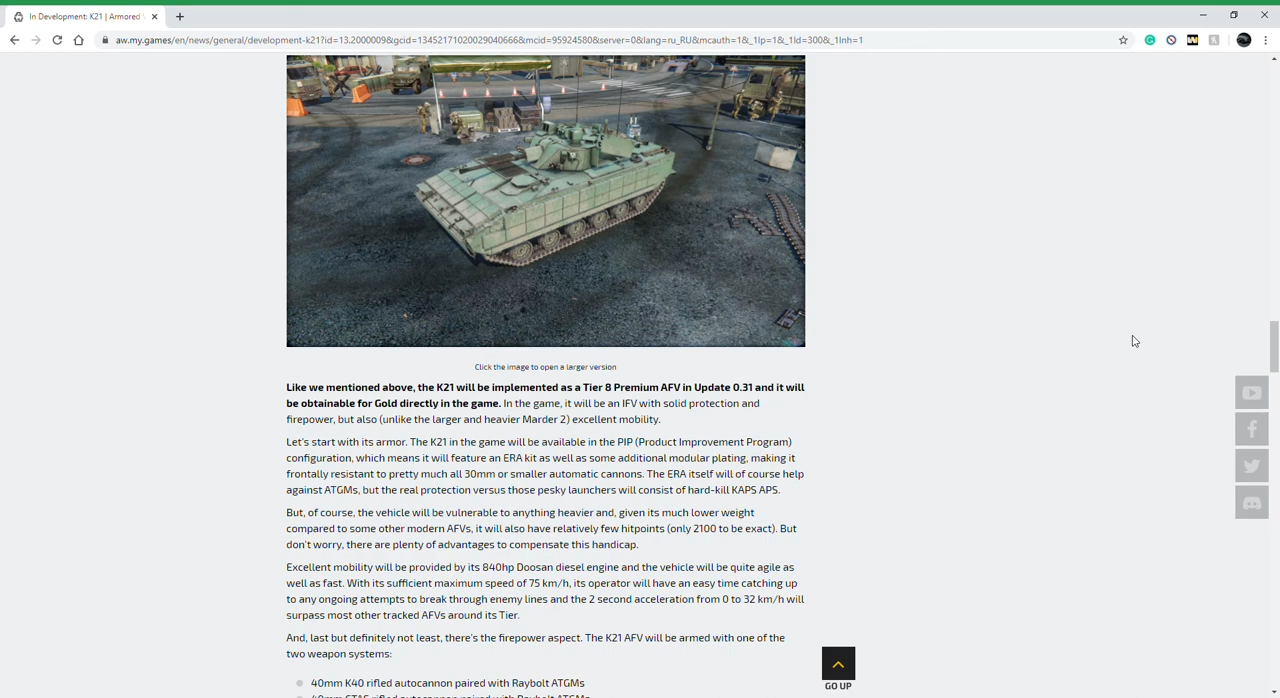 In Development: K21 | Armored
aw.my.games/en/news/general/development-k21?id=13.2000009&gcid=13452171020029040666&mcid=95924580&server=0&lang=ru_RU&mcauth=1&_1lp=1&_1ld=300&_1lnh=1
Click the image to open a larger version
Like we mentioned above, the K21 will be implemented as a Tier 8 Premium AFV in Update 0.31 and it will
be obtainable for Gold directly in the game. In the game, it will be an IFV with solid protection and
firepower, but also (unlike the larger and heavier Marder 2) excellent mobility.
Let's start with its armor. The K21 in the game will be available in the PIP (Product Improvement Program)
configuration, which means it will feature an ERA kit as well as some additional modular plating, making it
frontally resistant to pretty much all 30mm or smaller automatic cannons. The ERA itself will of course help
against ATGMs, but the real protection versus those pesky launchers will consist of hard-kill KAPS APS.
But, of course, the vehicle will be vulnerable to anything heavier and, given its much lower weight
compared to some other modern AFVs, it will also have relatively few hitpoints (only 2100 to be exact). But
don't worry, there are plenty of advantages to compensate this handicap.
Excellent mobility will be provided by its 840hp Doosan diesel engine and the vehicle will be quite agile as
well as fast. With its sufficient maximum speed of 75 km/h, its operator will have an easy time catching up
to any ongoing attempts to break through enemy lines and the 2 second acceleration from 0 to 32 km/h will
surpass most other tracked AFVs around its Tier.
And, last but definitely not least, there's the firepower aspect. The K21 AFV will be armed with one of the
two weapon systems:
40mm K40 rifled autocannon paired with Raybolt ATGMs
40mm CTAS rifled autocannon paired with Raybolt ATGMs
GO UP